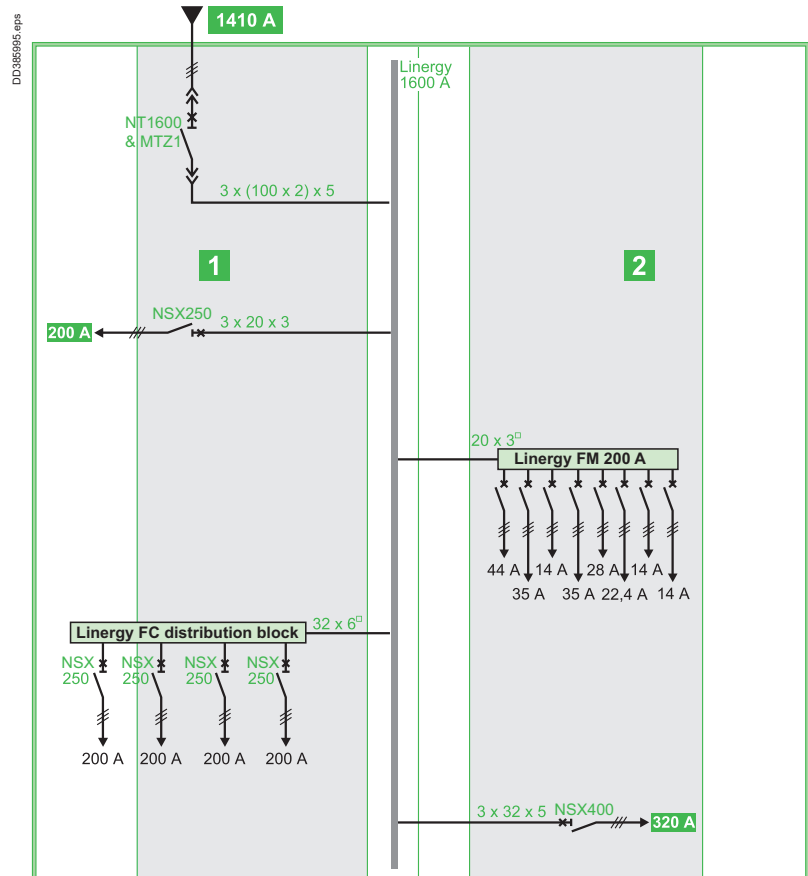 DD385995.eps
1410 A
Linergy
1600 A
NT1600
& MTZ1
3 x (100 x 2) x 5
1
2
NSX250
3 x 20 x 3
200 A
20 x 3□
Linergy FM 200 A
44 A
14 A
28 A
14 A
35 A
35 A
22,4 A
14 A
32 x 6□
Linergy FC distribution block
NSX
250
NSX
250
NSX
250
NSX
250
200 A
200 A
200 A
200 A
3 x 32 x 5
NSX400
320 A